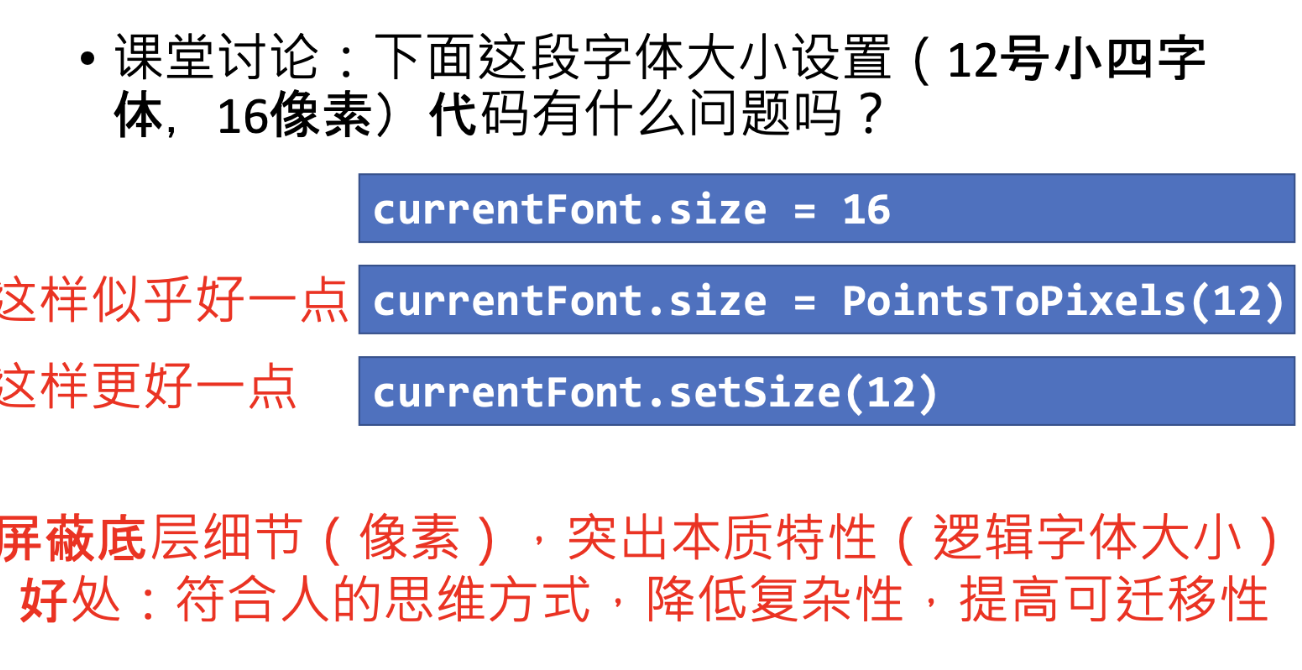 • 课堂讨论：下面这段字体大小设置（12号小四字
体，16像素）代码有什么问题吗？
currentFont.size = 16
这样似乎好一点
currentFont.size = PointsToPixels(12)
这样更好一点
currentFont.setSize(12)
屏蔽底层细节（像素），突出本质特性（逻辑字体大小）
好处：符合人的思维方式，降低复杂性，提高可迁移性